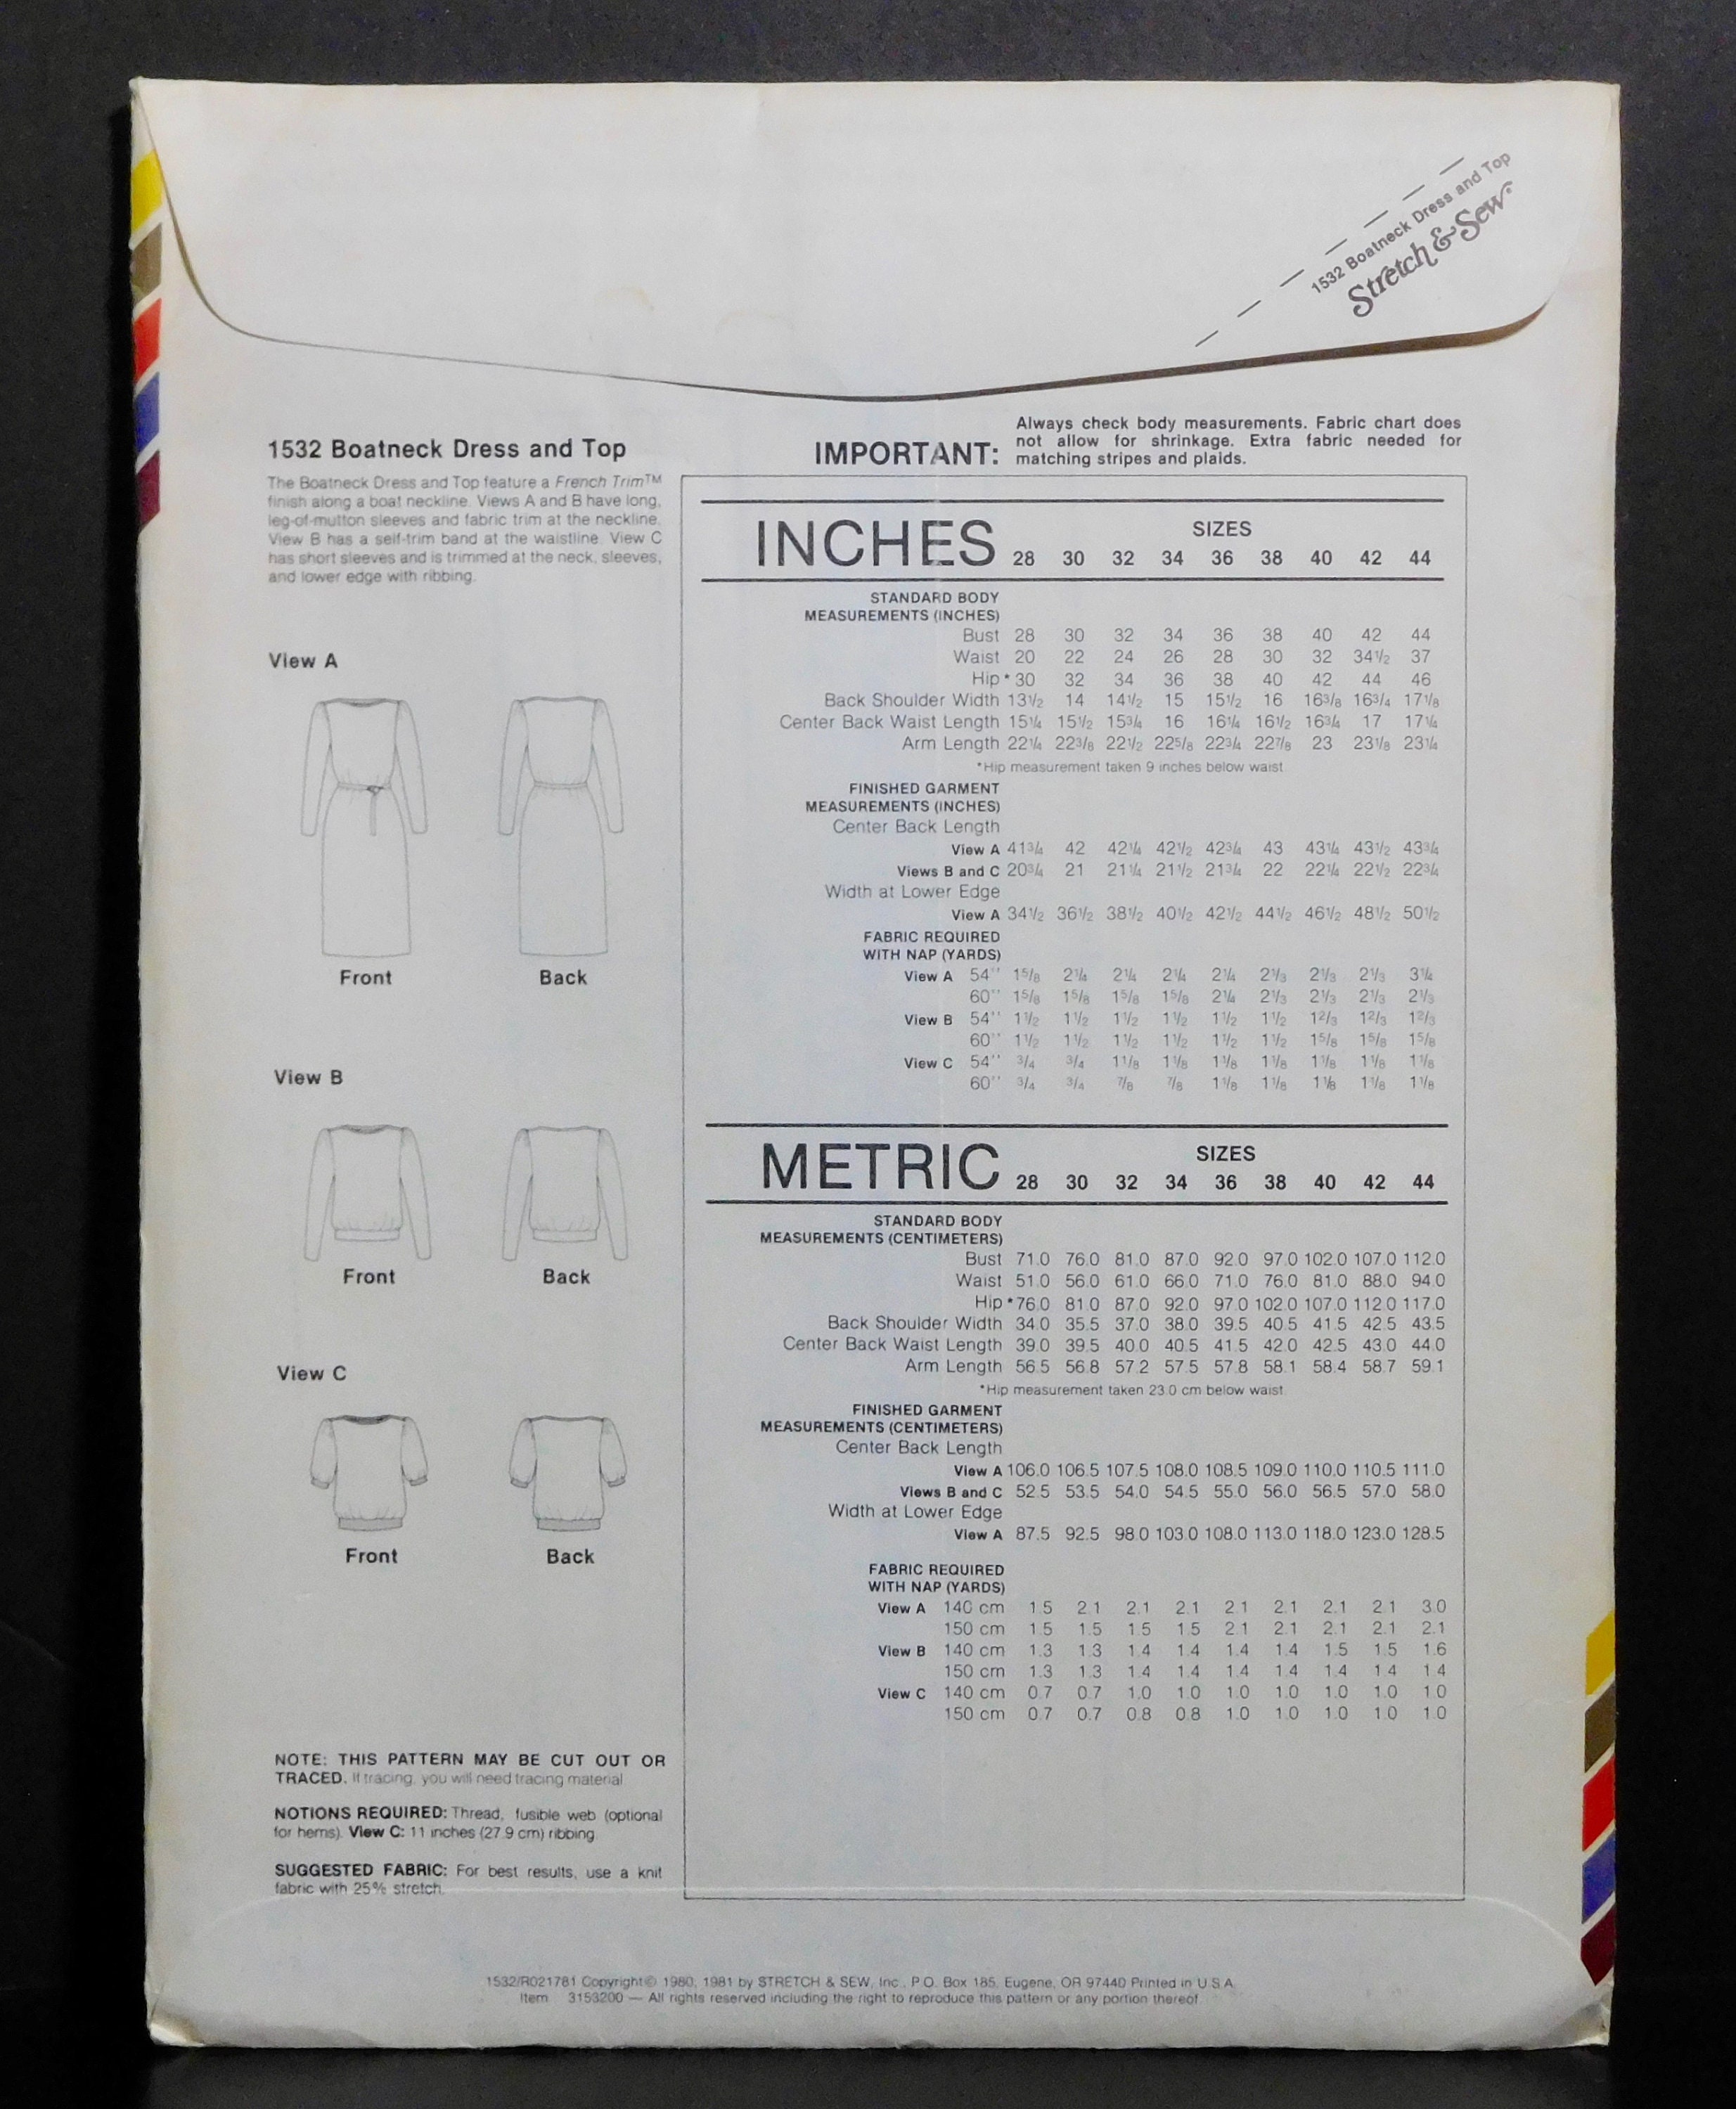 1532 Boatneck Dress and Top
Stretch & Sew®
1532 Boatneck Dress and Top
The Boatneck Dress and Top feature a French Trim™
finish along a boat neckline. Views A and B have long,
leg-of-mutton sleeves and fabric trim at the neckline.
View B has a self-trim band at the waistline. View C
has short sleeves and is trimmed at the neck, sleeves,
and lower edge with ribbing.
View A
Front Back
View B
Front Back
View C
Front Back
NOTE: THIS PATTERN MAY BE CUT OUT OR
TRACED. If tracing, you will need tracing material.
NOTIONS REQUIRED: Thread, fusible web (optional
for hems). View C: 11 inches (27.9 cm) ribbing.
SUGGESTED FABRIC: For best results, use a knit
fabric with 25% stretch.
IMPORTANT: Always check body measurements. Fabric chart does
not allow for shrinkage. Extra fabric needed for
matching stripes and plaids.
INCHES SIZES
28 30 32 34 36 38 40 42 44
STANDARD BODY
MEASUREMENTS (INCHES)
Bust 28 30 32 34 36 38 40 42 44
Waist 20 22 24 26 28 30 32 34½ 37
Hip *30 32 34 36 38 40 42 44 46
Back Shoulder Width 13½ 14 14½ 15 15½ 16 16⅜ 16¾ 17⅛
Center Back Waist Length 15¼ 15½ 15¾ 16 16¼ 16½ 16¾ 17 17¼
Arm Length 22¼ 22⅜ 22½ 22⅝ 22¾ 22⅞ 23 23⅛ 23¼
*Hip measurement taken 9 inches below waist.
FINISHED GARMENT
MEASUREMENTS (INCHES)
Center Back Length
View A 41¾ 42 42¼ 42½ 42¾ 43 43¼ 43½ 43¾
Views B and C 20¾ 21 21¼ 21½ 21¾ 22 22¼ 22½ 22¾
Width at Lower Edge
View A 34½ 36½ 38½ 40½ 42½ 44½ 46½ 48½ 50½
FABRIC REQUIRED
WITH NAP (YARDS)
View A 54'' 1⅝ 2¼ 2¼ 2¼ 2¼ 2⅓ 2⅓ 2⅓ 3¼
60'' 1⅝ 1⅝ 1⅝ 1⅝ 2¼ 2⅓ 2⅓ 2⅓ 2⅓
View B 54'' 1½ 1½ 1½ 1½ 1½ 1½ 1⅔ 1⅔ 1⅔
60'' 1½ 1½ 1½ 1½ 1½ 1½ 1⅝ 1⅝ 1⅝
View C 54'' ¾ ¾ 1⅛ 1⅛ 1⅛ 1⅛ 1⅛ 1⅛ 1⅛
60'' ¾ ¾ ⅞ ⅞ 1⅛ 1⅛ 1⅛ 1⅛ 1⅛
METRIC SIZES
28 30 32 34 36 38 40 42 44
STANDARD BODY
MEASUREMENTS (CENTIMETERS)
Bust 71.0 76.0 81.0 87.0 92.0 97.0 102.0 107.0 112.0
Waist 51.0 56.0 61.0 66.0 71.0 76.0 81.0 88.0 94.0
Hip *76.0 81.0 87.0 92.0 97.0 102.0 107.0 112.0 117.0
Back Shoulder Width 34.0 35.5 37.0 38.0 39.5 40.5 41.5 42.5 43.5
Center Back Waist Length 39.0 39.5 40.0 40.5 41.5 42.0 42.5 43.0 44.0
Arm Length 56.5 56.8 57.2 57.5 57.8 58.1 58.4 58.7 59.1
*Hip measurement taken 23.0 cm below waist.
FINISHED GARMENT
MEASUREMENTS (CENTIMETERS)
Center Back Length
View A 106.0 106.5 107.5 108.0 108.5 109.0 110.0 110.5 111.0
Views B and C 52.5 53.5 54.0 54.5 55.0 56.0 56.5 57.0 58.0
Width at Lower Edge
View A 87.5 92.5 98.0 103.0 108.0 113.0 118.0 123.0 128.5
FABRIC REQUIRED
WITH NAP (YARDS)
View A 140 cm 1.5 2.1 2.1 2.1 2.1 2.1 2.1 2.1 3.0
150 cm 1.5 1.5 1.5 1.5 2.1 2.1 2.1 2.1 2.1
View B 140 cm 1.3 1.3 1.4 1.4 1.4 1.4 1.5 1.5 1.6
150 cm 1.3 1.3 1.4 1.4 1.4 1.4 1.4 1.4 1.4
View C 140 cm 0.7 0.7 1.0 1.0 1.0 1.0 1.0 1.0 1.0
150 cm 0.7 0.7 0.8 0.8 1.0 1.0 1.0 1.0 1.0
1532/R021781 Copyright © 1980, 1981 by STRETCH & SEW, Inc., P.O. Box 185, Eugene, OR 97440 Printed in U.S.A.
Item 3153200 — All rights reserved including the right to reproduce this pattern or any portion thereof.